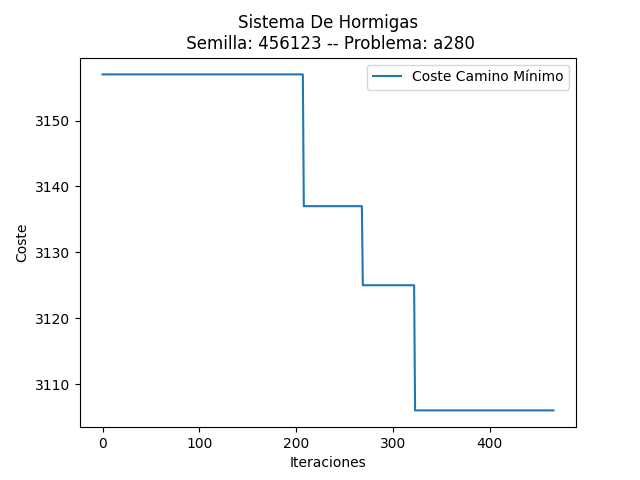 Sistema De Hormigas
Semilla: 456123 -- Problema: a280
Coste Camino Mínimo
3150
3140
3130
3120
3110
Coste
0 100 200 300 400
Iteraciones